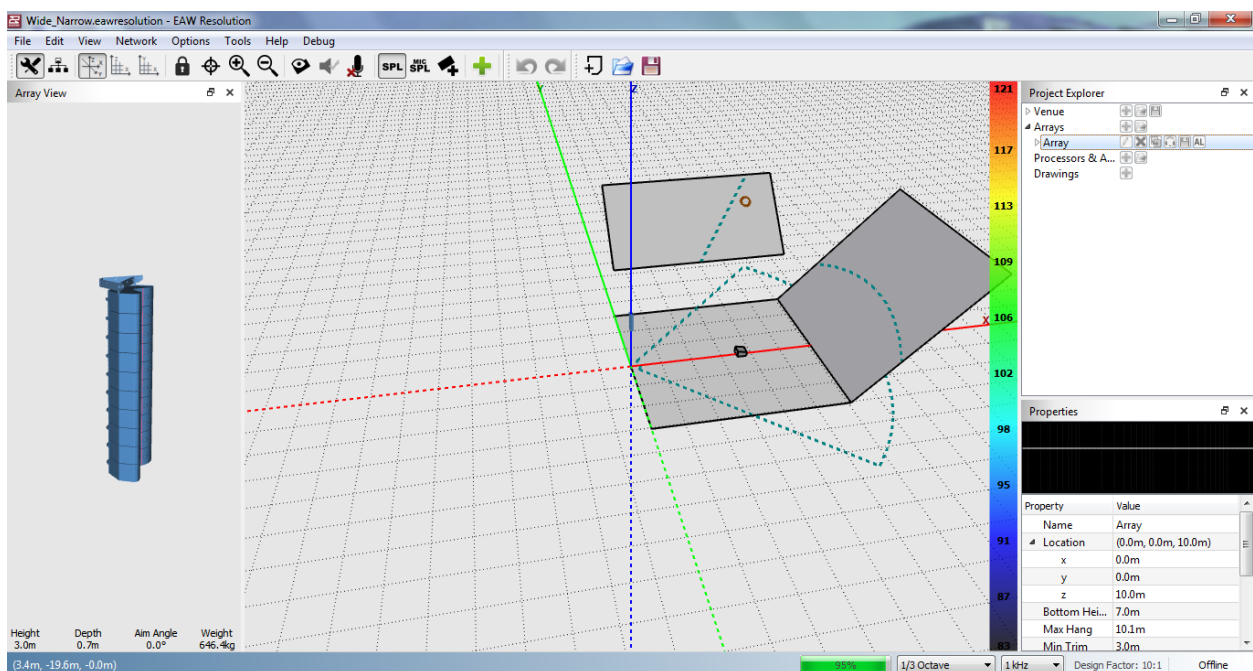 Wide_Narrow.eawresolution - EAW Resolution
File Edit View Network Options Tools Help Debug
SPL MIC SPL
Array View
Y
Z
X
121
117
113
109
106
102
98
95
91
87
83
Project Explorer
Venue
Arrays
Array AL
Processors & A...
Drawings
Properties
Property Value
Name Array
Location (0.0m, 0.0m, 10.0m)
x 0.0m
y 0.0m
z 10.0m
Bottom Hei... 7.0m
Max Hang 10.1m
Min Trim 3.0m
Height Depth Aim Angle Weight
3.0m 0.7m 0.0° 646.4kg
(3.4m, -19.6m, -0.0m) 95% 1/3 Octave 1 kHz Design Factor: 10:1 Offline